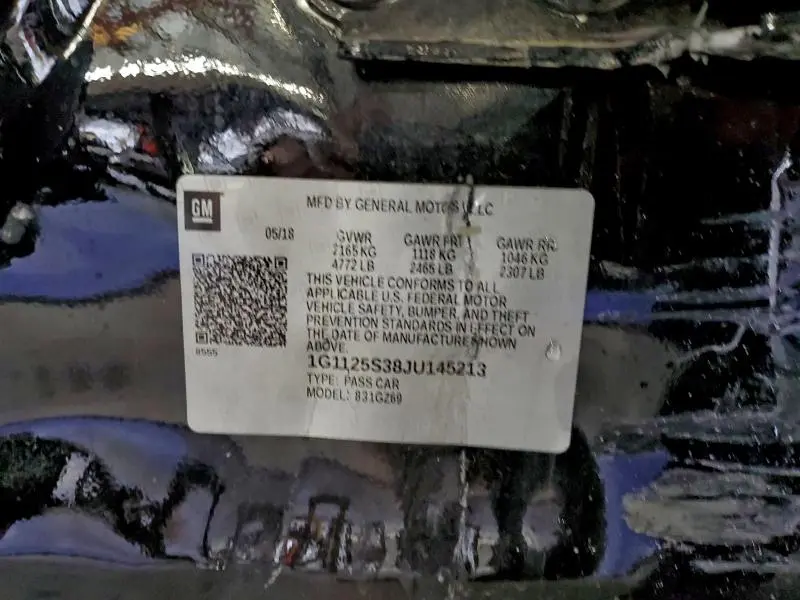 GM
MFD BY GENERAL MOTORS LLC
05/18 GVWR GAWR FRT GAWR RR
2165 KG 1118 KG 1046 KG
4772 LB 2465 LB 2307 LB
THIS VEHICLE CONFORMS TO ALL
APPLICABLE U.S. FEDERAL MOTOR
VEHICLE SAFETY, BUMPER, AND THEFT
PREVENTION STANDARDS IN EFFECT ON
THE DATE OF MANUFACTURE SHOWN
ABOVE.
8555
1G1125S38JU145213
TYPE: PASS CAR
MODEL: 831GZ69